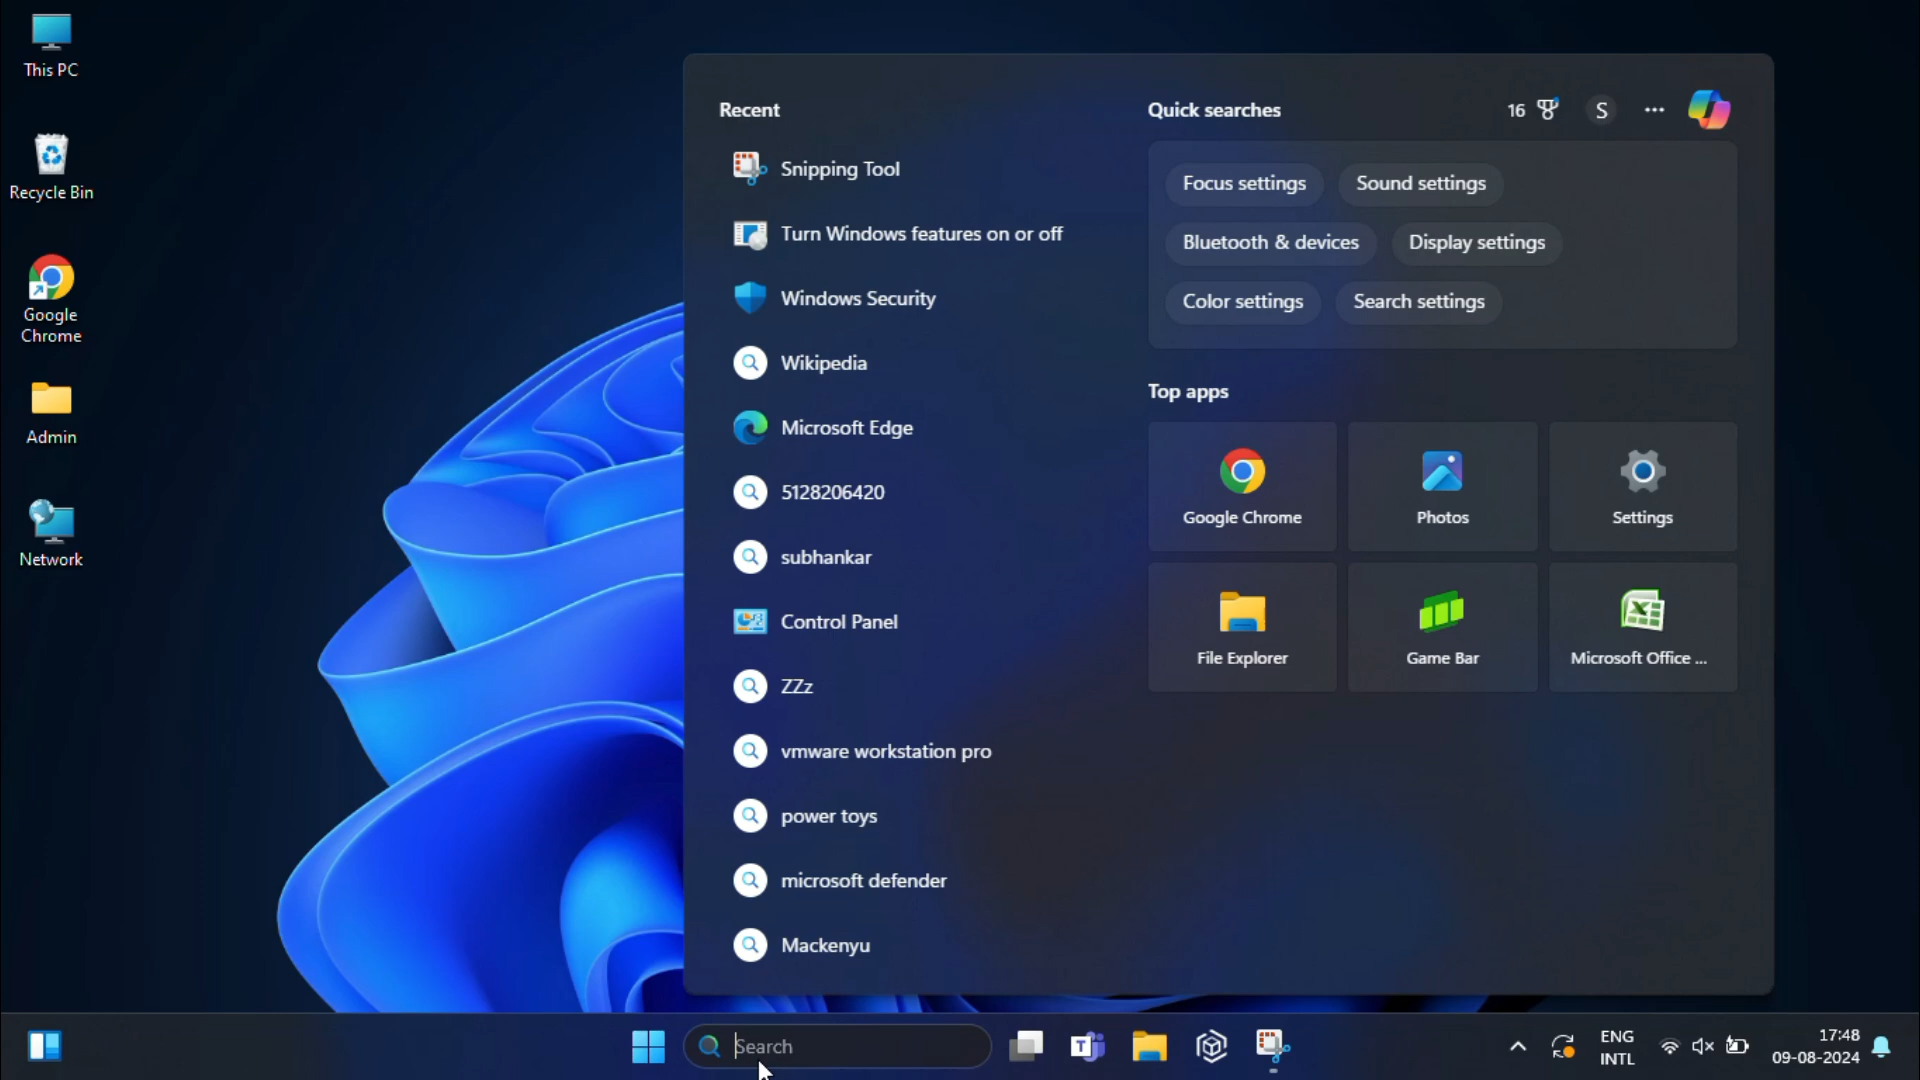 This PC
Recycle Bin
Google
Chrome
Admin
Network
Recent
Snipping Tool
Turn Windows features on or off
Windows Security
Wikipedia
Microsoft Edge
5128206420
subhankar
Control Panel
ZZz
vmware workstation pro
power toys
microsoft defender
Mackenyu
Quick searches
16
S
Focus settings
Sound settings
Bluetooth & devices
Display settings
Color settings
Search settings
Top apps
Google Chrome
Photos
Settings
File Explorer
Game Bar
Microsoft Office ...
Search
T
ENG
INTL
17:48
09-08-2024